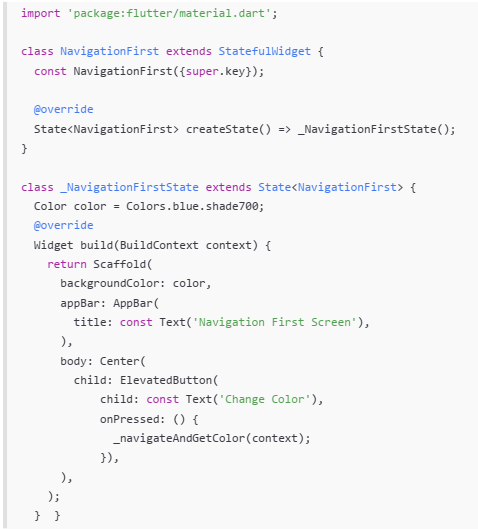 import 'package:flutter/material.dart';

class NavigationFirst extends StatefulWidget {
  const NavigationFirst({super.key});

  @override
  State<NavigationFirst> createState() => _NavigationFirstState();
}

class _NavigationFirstState extends State<NavigationFirst> {
  Color color = Colors.blue.shade700;
  @override
  Widget build(BuildContext context) {
    return Scaffold(
      backgroundColor: color,
      appBar: AppBar(
        title: const Text('Navigation First Screen'),
      ),
      body: Center(
        child: ElevatedButton(
            child: const Text('Change Color'),
            onPressed: () {
              _navigateAndGetColor(context);
            }),
      ),
    );
  }  }